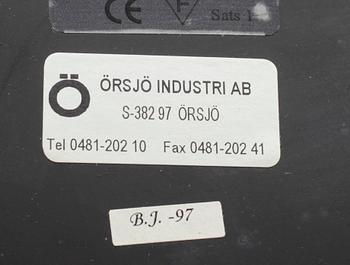 CE F Sats 1
Ö ÖRSJÖ INDUSTRI AB
S-382 97 ÖRSJÖ
Tel 0481-202 10 Fax 0481-202 41
B.J. -97